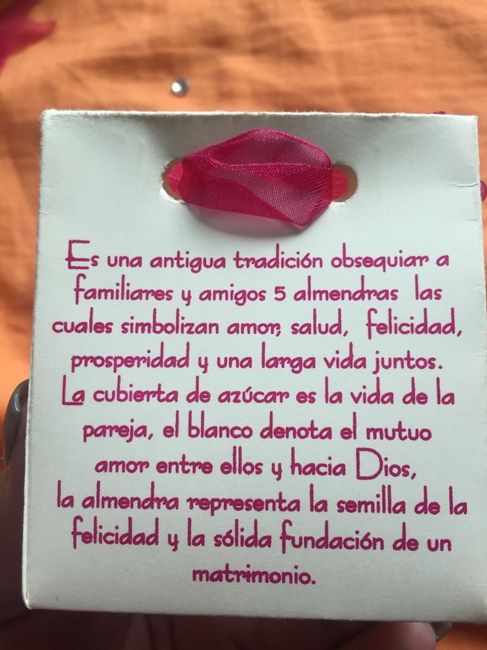 Es una antigua tradición obsequiar a
familiares y amigos 5 almendras las
cuales simbolizan amor, salud, felicidad,
prosperidad y una larga vida juntos.
La cubierta de azúcar es la vida de la
pareja, el blanco denota el mutuo
amor entre ellos y hacia Dios,
la almendra representa la semilla de la
felicidad y la sólida fundación de un
matrimonio.